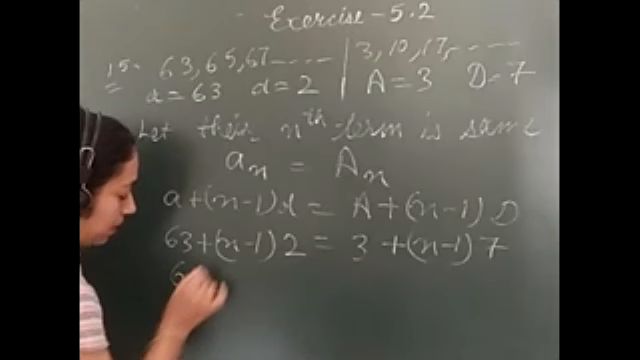 Exercise - 5.2
15. 63, 65, 67 ...... | 3, 10, 17, ......
a = 63 d = 2 | A = 3 D = 7
Let their nth term is same
an = An
a + (n-1) d = A + (n-1) D
63 + (n-1) 2 = 3 + (n-1) 7
6